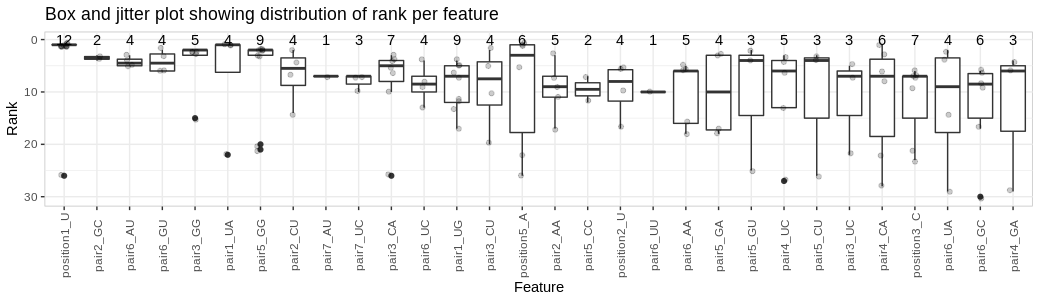 Box and jitter plot showing distribution of rank per feature
12 2 4 4 5 4 9 4 1 3 7 4 9 4 6 5 2 4 1 5 4 3 5 3 3 6 7 4 6 3
0
10
20
30
Rank
position1_U pair2_GC pair6_AU pair6_GU pair3_GG pair1_UA pair5_GG pair2_CU pair7_AU pair7_UC pair3_CA pair6_UC pair1_UG pair3_CU position5_A pair2_AA pair5_CC position2_U pair6_UU pair6_AA pair5_GA pair5_GU pair4_UC pair5_CU pair3_UC pair4_CA position3_C pair6_UA pair6_GC pair4_GA
Feature